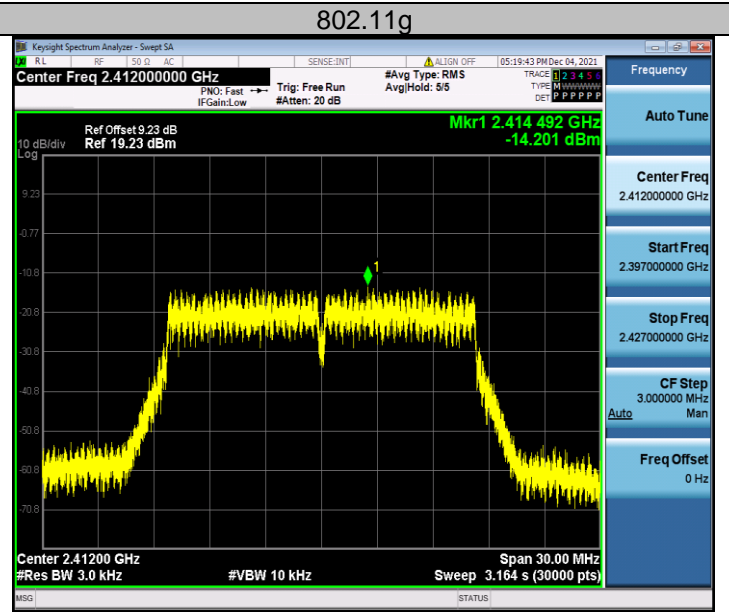 802.11g
Keysight Spectrum Analyzer - Swept SA
LXI RL RF 50 Ω AC SENSE:INT ALIGN OFF 05:19:43 PM Dec 04, 2021
Center Freq 2.412000000 GHz
PNO: Fast
IFGain:Low
Trig: Free Run
#Atten: 20 dB
#Avg Type: RMS
Avg|Hold: 5/5
TRACE 1 2 3 4 5 6
TYPE M WWWWW
DET P P P P P P
Frequency
Mkr1 2.414 492 GHz
-14.201 dBm
Ref Offset 9.23 dB
10 dB/div Ref 19.23 dBm
Log
9.23
-0.77
-10.8
-20.8
-30.8
-40.8
-50.8
-60.8
-70.8
1
Center 2.41200 GHz Span 30.00 MHz
#Res BW 3.0 kHz #VBW 10 kHz Sweep 3.164 s (30000 pts)
Auto Tune
Center Freq
2.412000000 GHz
Start Freq
2.397000000 GHz
Stop Freq
2.427000000 GHz
CF Step
3.000000 MHz
Auto Man
Freq Offset
0 Hz
MSG STATUS